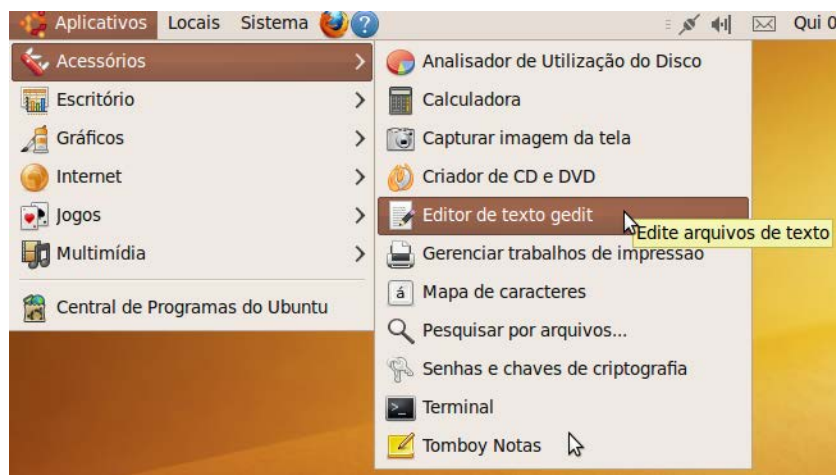 Aplicativos Locais Sistema Qui 0
Acessórios
Escritório
Gráficos
Internet
Jogos
Multimídia
Central de Programas do Ubuntu
Analisador de Utilização do Disco
Calculadora
Capturar imagem da tela
Criador de CD e DVD
Editor de texto gedit
Edite arquivos de texto
Gerenciar trabalhos de impressão
Mapa de caracteres
Pesquisar por arquivos...
Senhas e chaves de criptografia
Terminal
Tomboy Notas